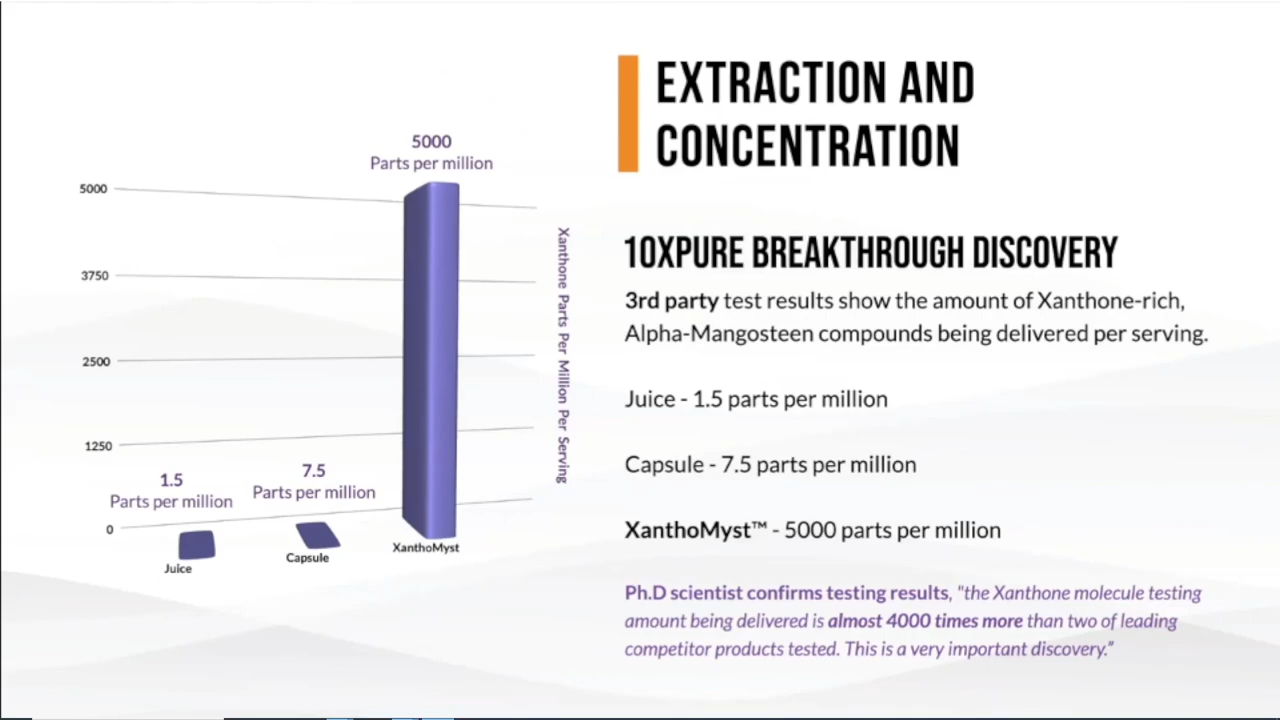 EXTRACTION AND
CONCENTRATION
5000
Parts per million
5000
3750
2500
1250
0
1.5
Parts per million
7.5
Parts per million
Juice
Capsule
XanthoMyst
Xanthone Parts Per Million Per Serving
10XPURE BREAKTHROUGH DISCOVERY
3rd party test results show the amount of Xanthone-rich,
Alpha-Mangosteen compounds being delivered per serving.
Juice - 1.5 parts per million
Capsule - 7.5 parts per million
XanthoMyst™ - 5000 parts per million
Ph.D scientist confirms testing results, "the Xanthone molecule testing
amount being delivered is almost 4000 times more than two of leading
competitor products tested. This is a very important discovery."